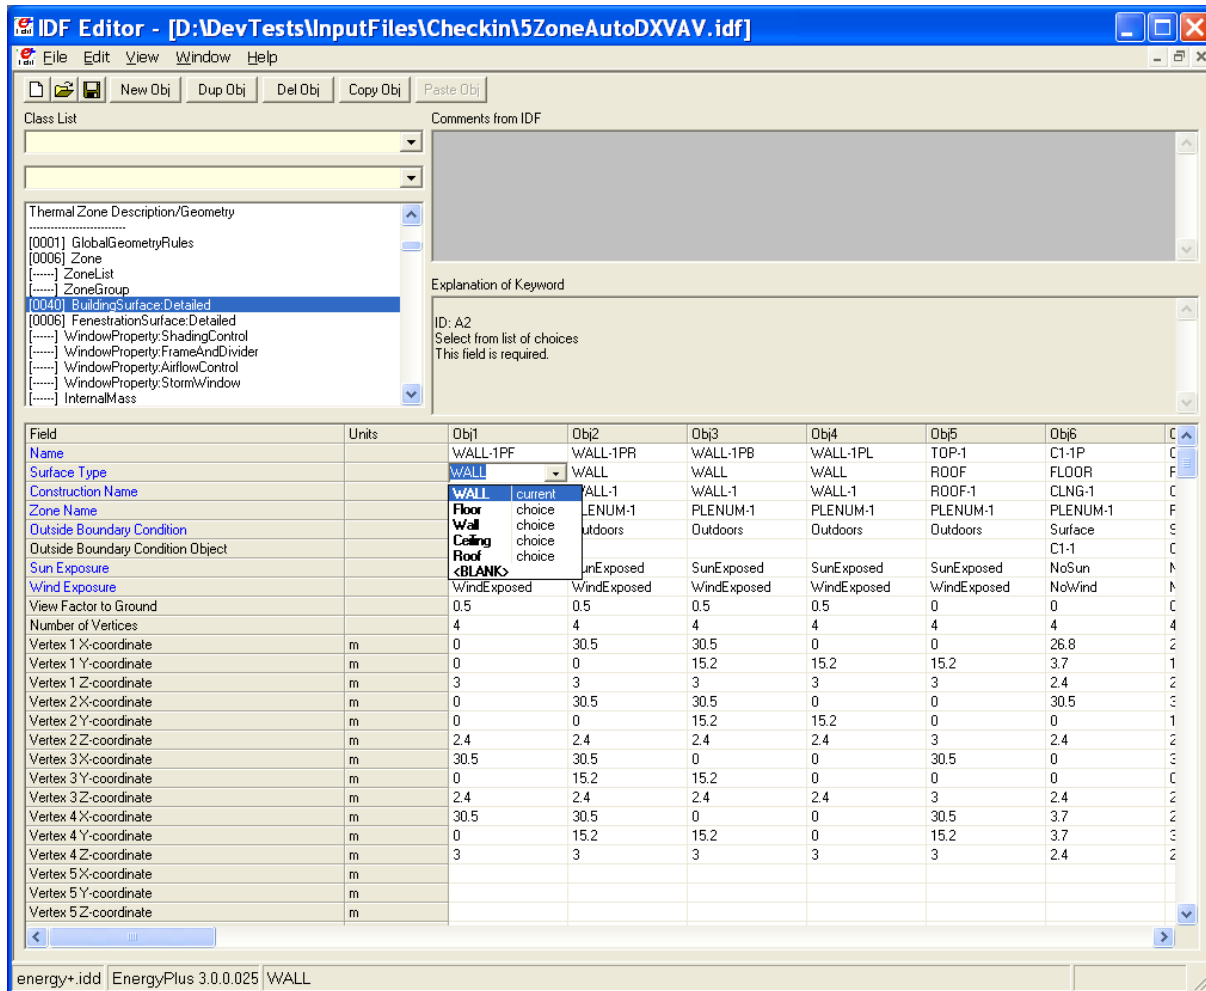 IDF Editor - [D:\DevTests\InputFiles\Checkin\5ZoneAutoDXVAV.idf]
File Edit View Window Help
New Obj Dup Obj Del Obj Copy Obj Paste Obj
Class List
Comments from IDF
Thermal Zone Description/Geometry
--------------------------
[0001] GlobalGeometryRules
[0006] Zone
[------] ZoneList
[------] ZoneGroup
[0040] BuildingSurface:Detailed
[0006] FenestrationSurface:Detailed
[------] WindowProperty:ShadingControl
[------] WindowProperty:FrameAndDivider
[------] WindowProperty:AirflowControl
[------] WindowProperty:StormWindow
[------] InternalMass
Explanation of Keyword
ID: A2
Select from list of choices
This field is required.
Field Units Obj1 Obj2 Obj3 Obj4 Obj5 Obj6
Name WALL-1PF WALL-1PR WALL-1PB WALL-1PL TOP-1 C1-1P
Surface Type WALL WALL WALL WALL ROOF FLOOR
Construction Name WALL-1 WALL-1 WALL-1 ROOF-1 CLNG-1
Zone Name PLENUM-1 PLENUM-1 PLENUM-1 PLENUM-1
Outside Boundary Condition Outdoors Outdoors Outdoors Surface
Outside Boundary Condition Object C1-1
Sun Exposure SunExposed SunExposed SunExposed NoSun
Wind Exposure WindExposed WindExposed WindExposed WindExposed WindExposed NoWind
WALL current
Floor choice
Wall choice
Ceiling choice
Roof choice
<BLANK>
View Factor to Ground 0.5 0.5 0.5 0.5 0 0
Number of Vertices 4 4 4 4 4 4
Vertex 1 X-coordinate m 0 30.5 30.5 0 0 26.8
Vertex 1 Y-coordinate m 0 0 15.2 15.2 15.2 3.7
Vertex 1 Z-coordinate m 3 3 3 3 3 2.4
Vertex 2 X-coordinate m 0 30.5 30.5 0 0 30.5
Vertex 2 Y-coordinate m 0 0 15.2 15.2 0 0
Vertex 2 Z-coordinate m 2.4 2.4 2.4 2.4 3 2.4
Vertex 3 X-coordinate m 30.5 30.5 0 0 30.5 0
Vertex 3 Y-coordinate m 0 15.2 15.2 0 0 0
Vertex 3 Z-coordinate m 2.4 2.4 2.4 2.4 3 2.4
Vertex 4 X-coordinate m 30.5 30.5 0 0 30.5 3.7
Vertex 4 Y-coordinate m 0 15.2 15.2 0 15.2 3.7
Vertex 4 Z-coordinate m 3 3 3 3 3 2.4
Vertex 5 X-coordinate m
Vertex 5 Y-coordinate m
Vertex 5 Z-coordinate m
energy+.idd EnergyPlus 3.0.0.025 WALL